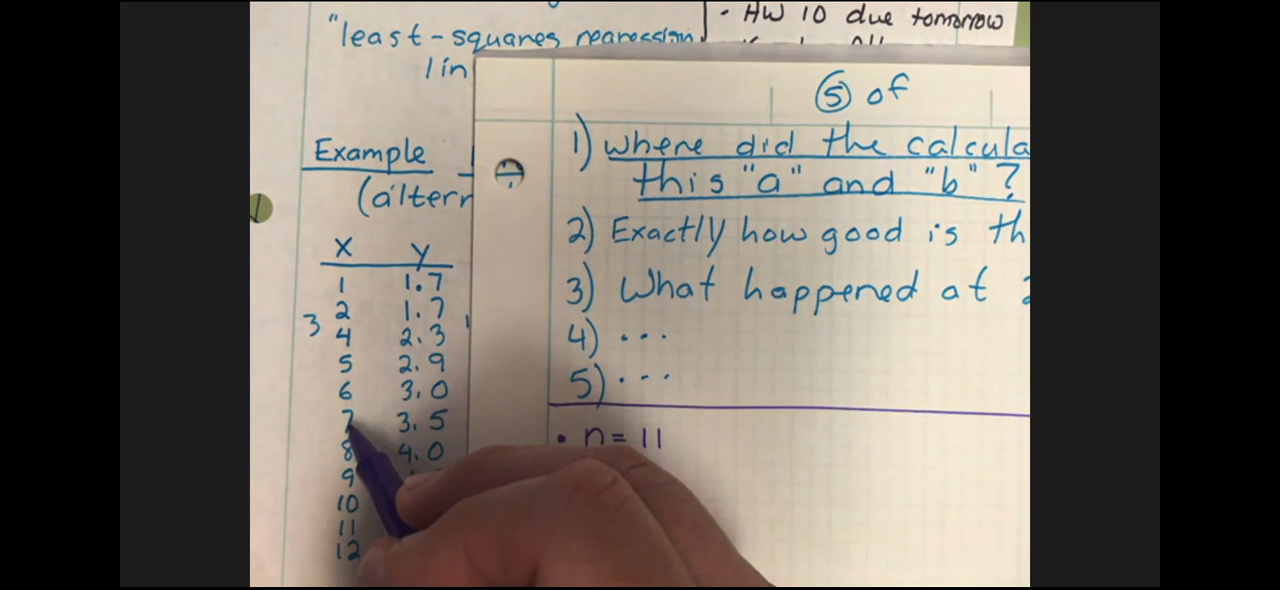 "least-squares regression
lin
· HW 10 due tomorrow
Example
(altern
x y
1 1.7
2 1.7
3
4 2.3
5 2.9
6 3.0
7 3.5
8 4.0
9
10
11
12
⑤ of
1) where did the calcula
this "a" and "b"?
2) Exactly how good is th
3) What happened at
4) ...
5) ...
• n = 11